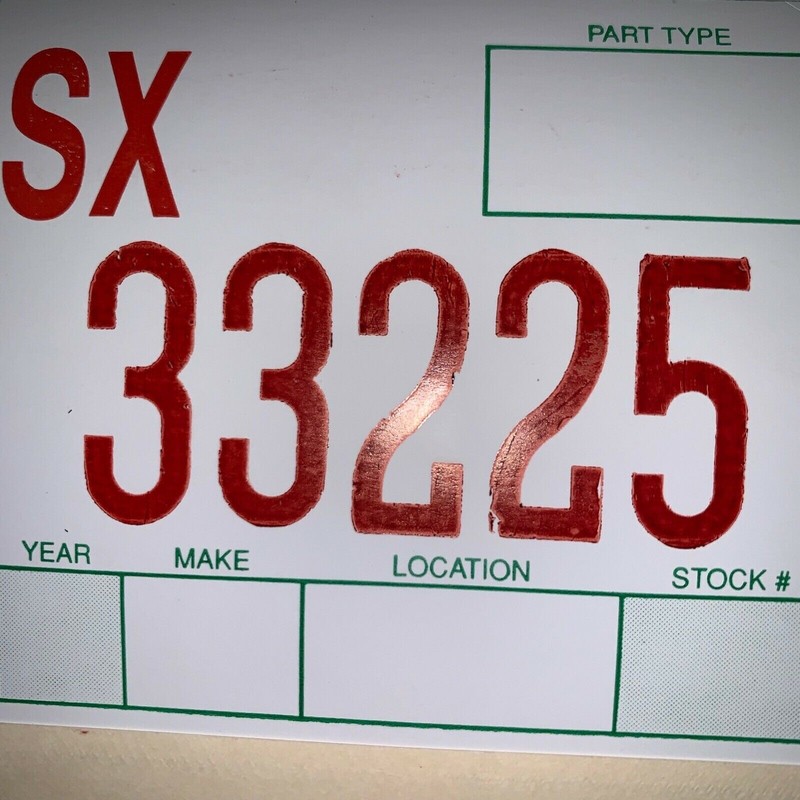 PART TYPE
SX
33225
YEAR MAKE LOCATION STOCK #